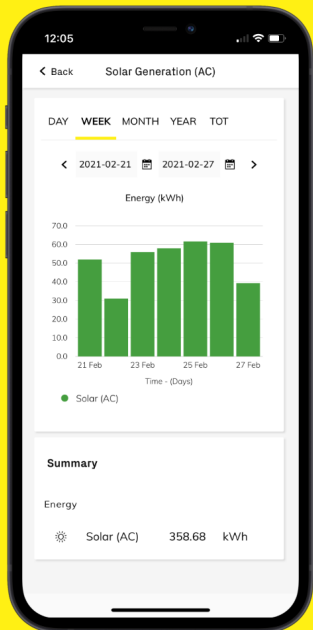 12:05
Back Solar Generation (AC)
DAY WEEK MONTH YEAR TOT
2021-02-21 2021-02-27
Energy (kWh)
70.0
60.0
50.0
40.0
30.0
20.0
10.0
0.0
21 Feb 23 Feb 25 Feb 27 Feb
Time - (Days)
Solar (AC)
Summary
Energy
Solar (AC) 358.68 kWh